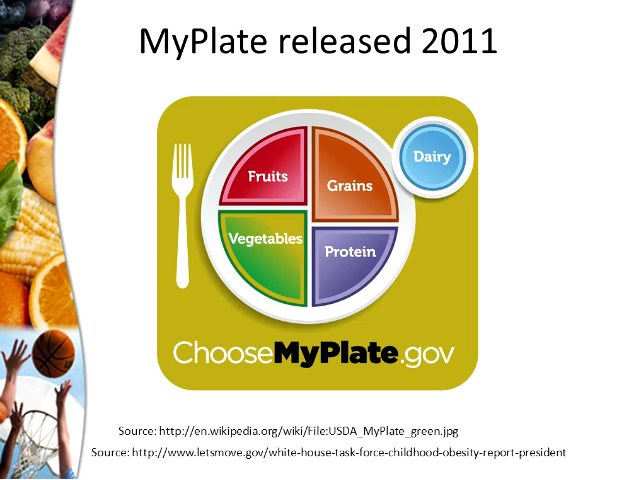 MyPlate released 2011
Dairy
Fruits
Grains
Vegetables
Protein
ChooseMyPlate.gov
Source: http://en.wikipedia.org/wiki/File:USDA_MyPlate_green.jpg
Source: http://www.letsmove.gov/white-house-task-force-childhood-obesity-report-president